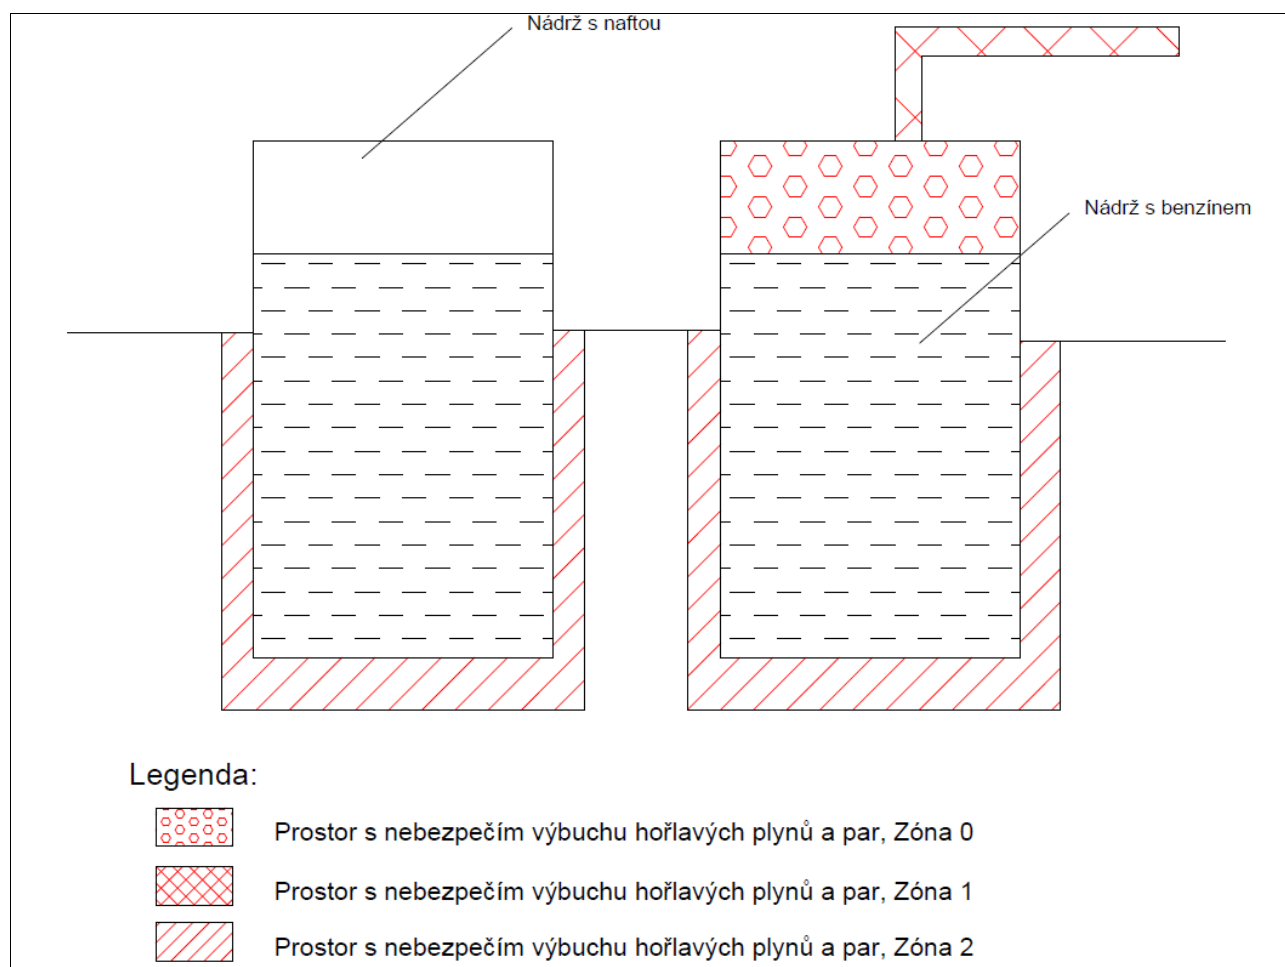 Nádrž s naftou
Nádrž s benzínem
Legenda:
Prostor s nebezpečím výbuchu hořlavých plynů a par, Zóna 0
Prostor s nebezpečím výbuchu hořlavých plynů a par, Zóna 1
Prostor s nebezpečím výbuchu hořlavých plynů a par, Zóna 2